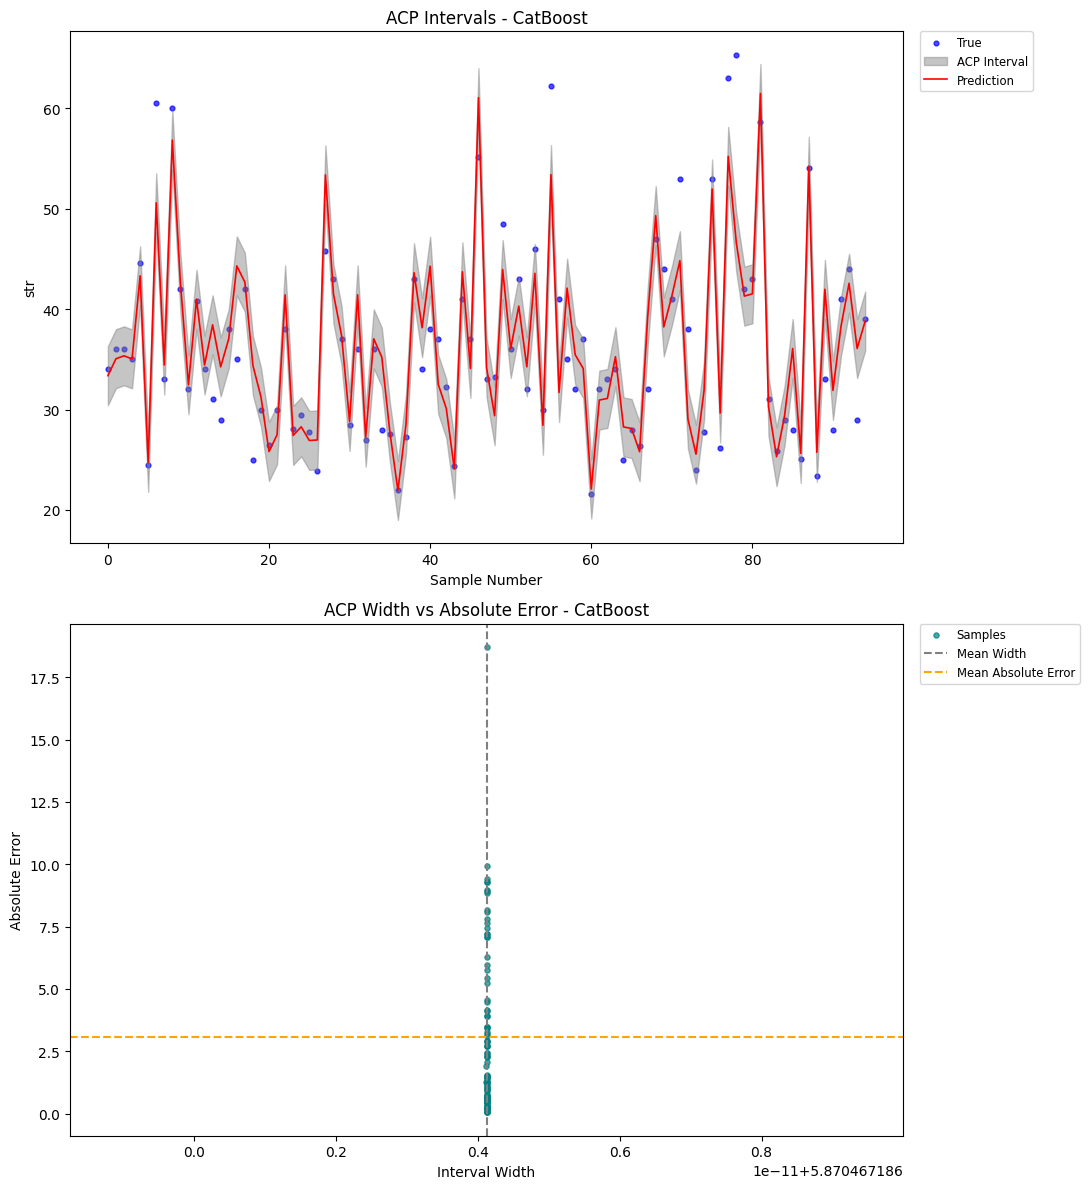 ACP Intervals - CatBoost
True
ACP Interval
Prediction
60
50
40
30
20
str
0 20 40 60 80
Sample Number
ACP Width vs Absolute Error - CatBoost
Samples
Mean Width
Mean Absolute Error
17.5
15.0
12.5
10.0
7.5
5.0
2.5
0.0
Absolute Error
0.0 0.2 0.4 0.6 0.8
Interval Width
1e−11+5.870467186